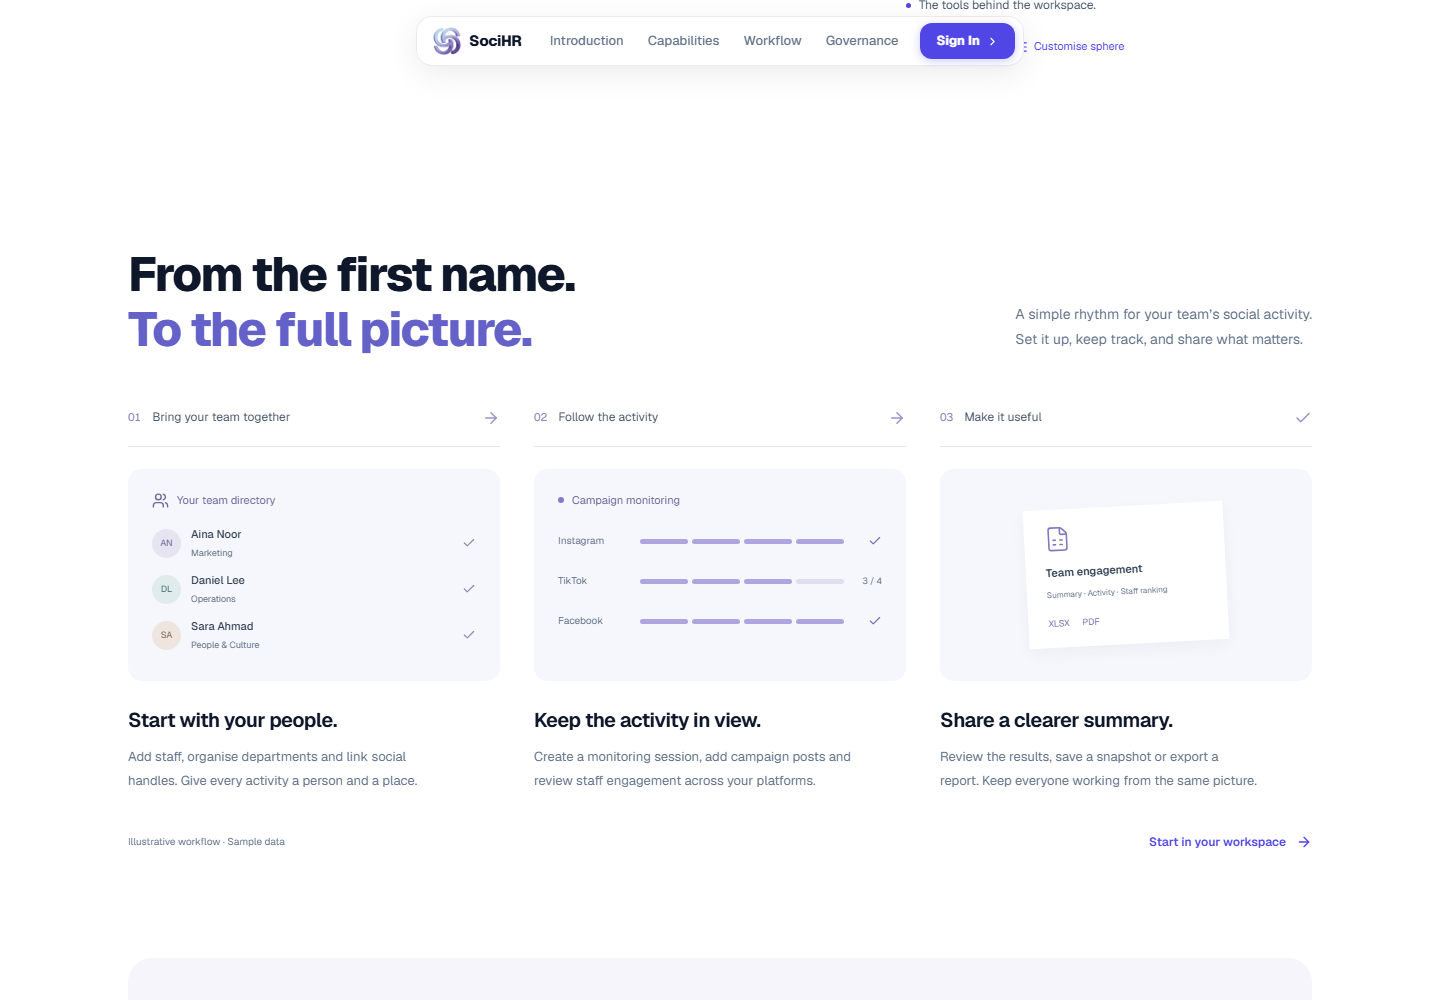 The tools behind the workspace.
SociHR
Introduction
Capabilities
Workflow
Governance
Sign In
Customise sphere
From the first name.
To the full picture.
A simple rhythm for your team's social activity.
Set it up, keep track, and share what matters.
01 Bring your team together
Your team directory
AN
Aina Noor
Marketing
DL
Daniel Lee
Operations
SA
Sara Ahmad
People & Culture
Start with your people.
Add staff, organise departments and link social
handles. Give every activity a person and a place.
02 Follow the activity
Campaign monitoring
Instagram
TikTok 3 / 4
Facebook
Keep the activity in view.
Create a monitoring session, add campaign posts and
review staff engagement across your platforms.
03 Make it useful
Team engagement
Summary · Activity · Staff ranking
XLSX PDF
Share a clearer summary.
Review the results, save a snapshot or export a
report. Keep everyone working from the same picture.
Illustrative workflow · Sample data
Start in your workspace